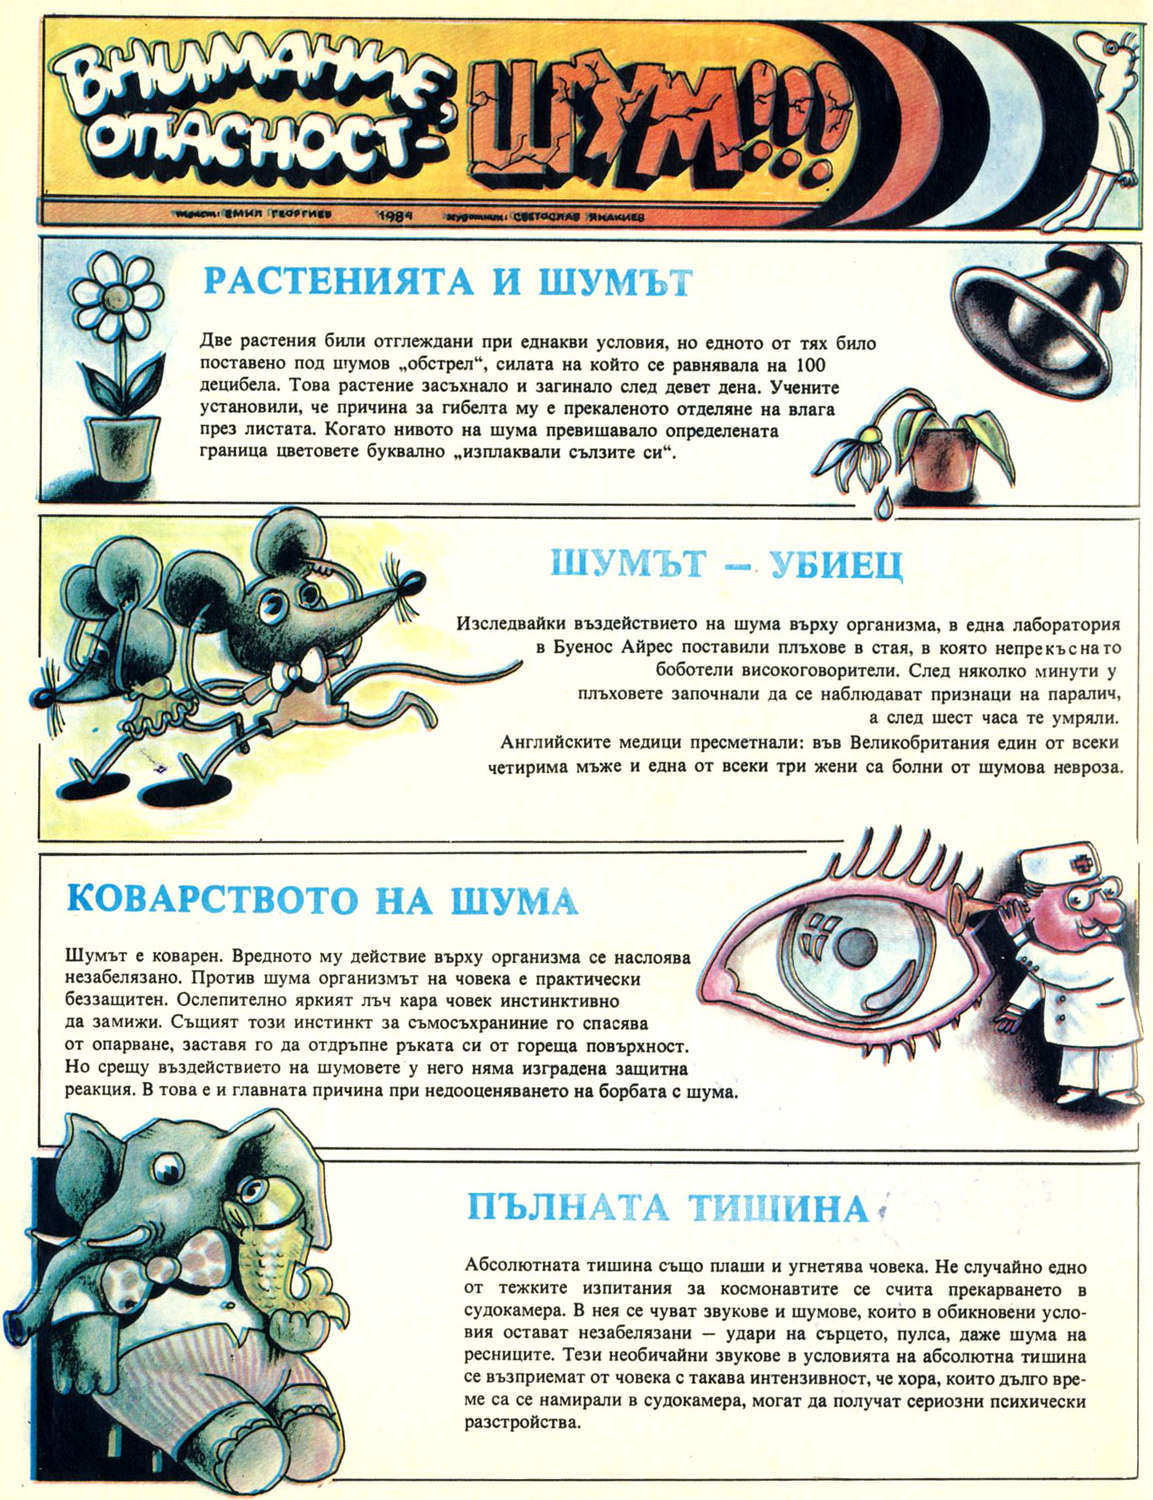 ВНИМАНИЕ,
ОПАСНОСТ-
ШУМ!!!
текст: ЕМИЛ ГЕОРГИЕВ 1984 художник: СВЕТОСЛАВ ЯНАКИЕВ
РАСТЕНИЯТА И ШУМЪТ
Две растения били отглеждани при еднакви условия, но едното от тях било
поставено под шумов „обстрел“, силата на който се равнявала на 100
децибела. Това растение засъхнало и загинало след девет дена. Учените
установили, че причина за гибелта му е прекаленото отделяне на влага
през листата. Когато нивото на шума превишавало определената
граница цветовете буквално „изплаквали сълзите си“.
ШУМЪТ – УБИЕЦ
Изследвайки въздействието на шума върху организма, в една лаборатория
в Буенос Айрес поставили плъхове в стая, в която непрекъснато
боботели високоговорители. След няколко минути у
плъховете започнали да се наблюдават признаци на паралич,
а след шест часа те умряли.
Английските медици пресметнали: във Великобритания един от всеки
четирима мъже и една от всеки три жени са болни от шумова невроза.
КОВАРСТВОТО НА ШУМА
Шумът е коварен. Вредното му действие върху организма се наслоява
незабелязано. Против шума организмът на човека е практически
беззащитен. Ослепително яркият лъч кара човек инстинктивно
да замижи. Същият този инстинкт за съмосъхраниние го спасява
от опарване, заставя го да отдръпне ръката си от гореща повърхност.
Но срещу въздействието на шумовете у него няма изградена защитна
реакция. В това е и главната причина при недооценяването на борбата с шума.
ПЪЛНАТА ТИШИНА
Абсолютната тишина също плаши и угнетява човека. Не случайно едно
от тежките изпитания за космонавтите се счита прекарването в
судокамера. В нея се чуват звукове и шумове, които в обикновени усло-
вия остават незабелязани – удари на сърцето, пулса, даже шума на
ресниците. Тези необичайни звукове в условията на абсолютна тишина
се възприемат от човека с такава интензивност, че хора, които дълго вре-
ме са се намирали в судокамера, могат да получат сериозни психически
разстройства.